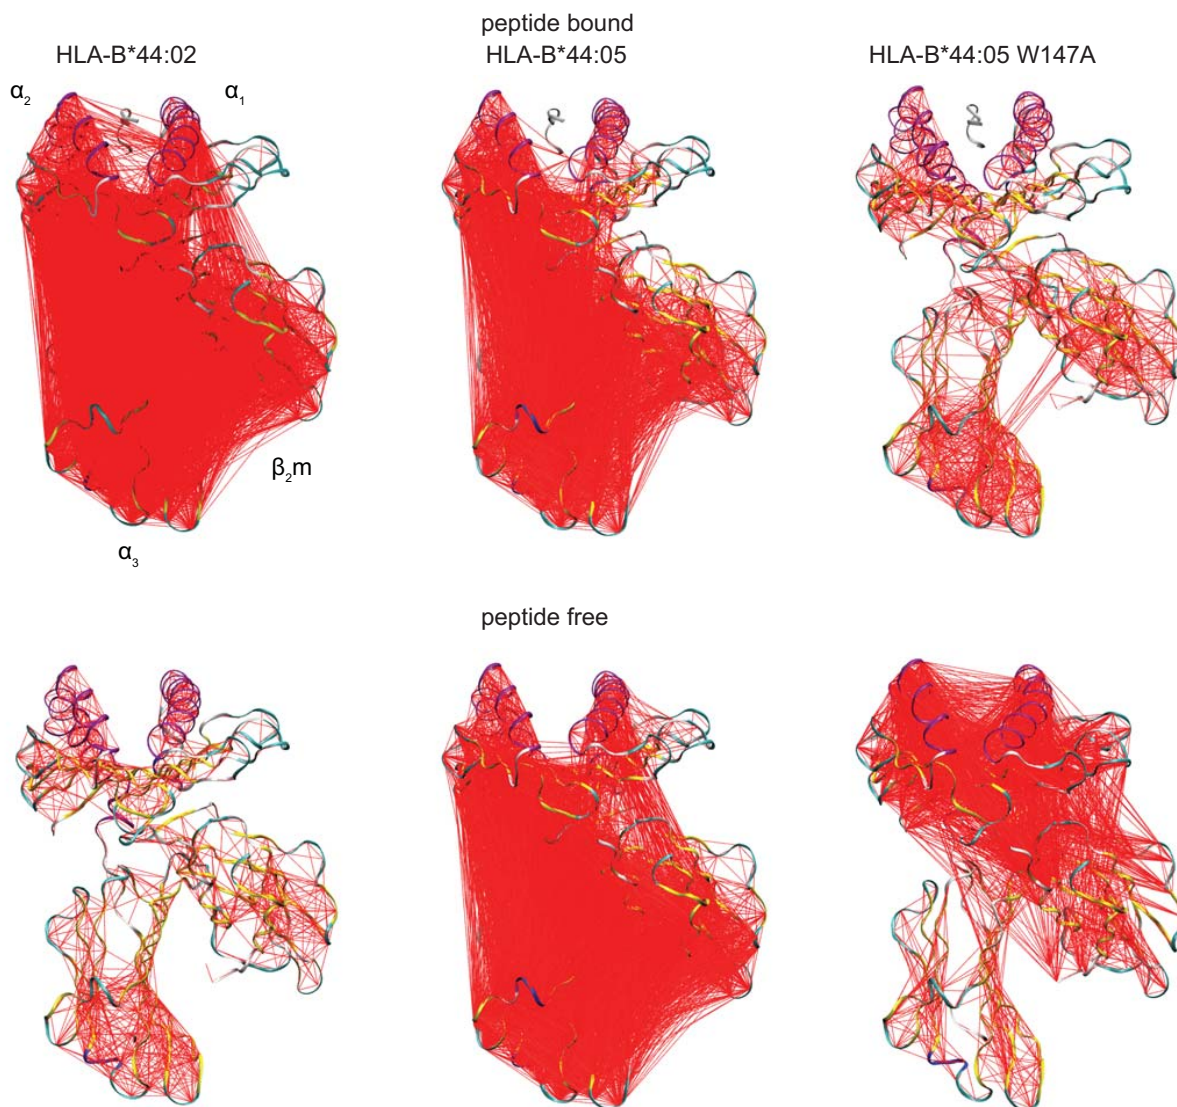 peptide bound
HLA-B*44:02 HLA-B*44:05 HLA-B*44:05 W147A
α₂ α₁
β₂m
α₃
peptide free